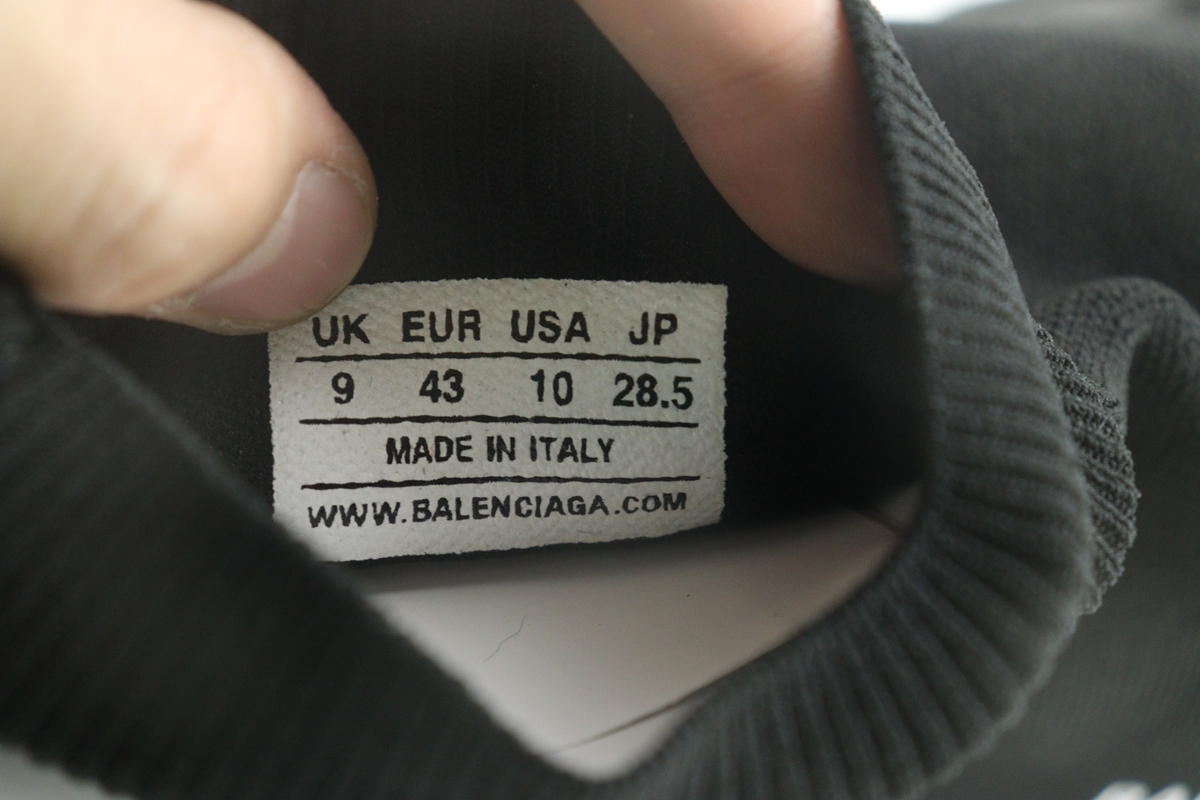 UK EUR USA JP
9 43 10 28.5
MADE IN ITALY
WWW.BALENCIAGA.COM